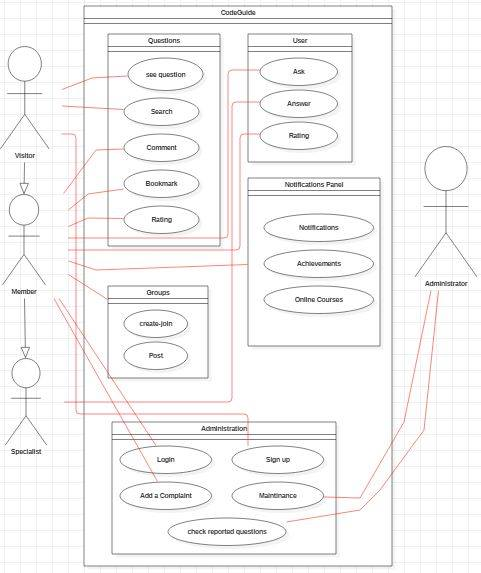 CodeGuide
Questions
see question
Search
Comment
Bookmark
Rating
User
Ask
Answer
Rating
Notifications Panel
Notifications
Achievements
Online Courses
Groups
create-join
Post
Administration
Login
Sign up
Add a Complaint
Maintinance
check reported questions
Visitor
Member
Specialist
Administrator